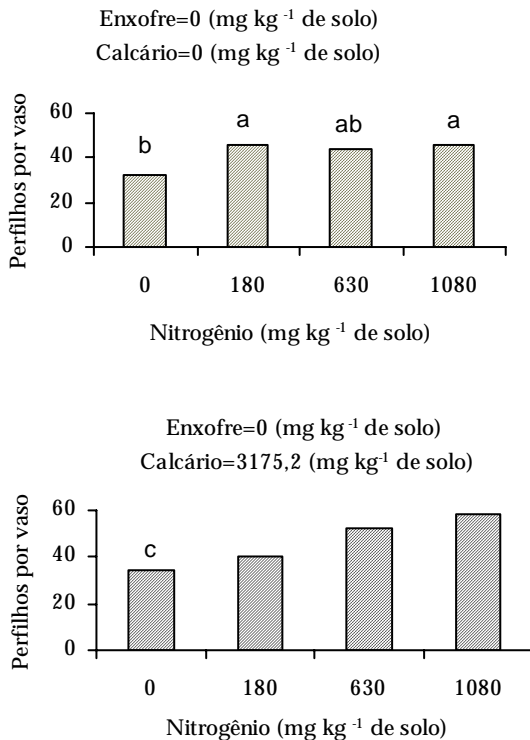 Enxofre=0 (mg kg -1 de solo)
Calcário=0 (mg kg -1 de solo)
60
40
20
0
Perfilhos por vaso
b
a
ab
a
0 180 630 1080
Nitrogênio (mg kg -1 de solo)
Enxofre=0 (mg kg -1 de solo)
Calcário=3175,2 (mg kg-1 de solo)
60
40
20
0
Perfilhos por vaso
c
0 180 630 1080
Nitrogênio (mg kg -1 de solo)